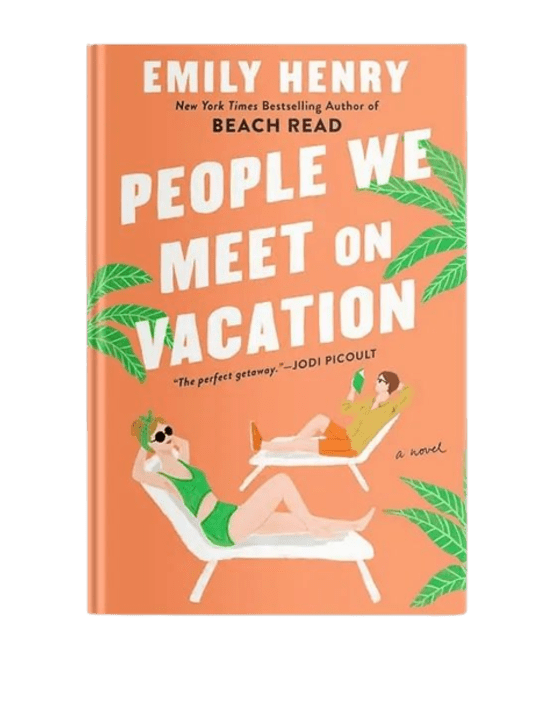 EMILY HENRY
New York Times Bestselling Author of
BEACH READ
PEOPLE WE
MEET ON
VACATION
"The perfect getaway."—JODI PICOULT
a novel